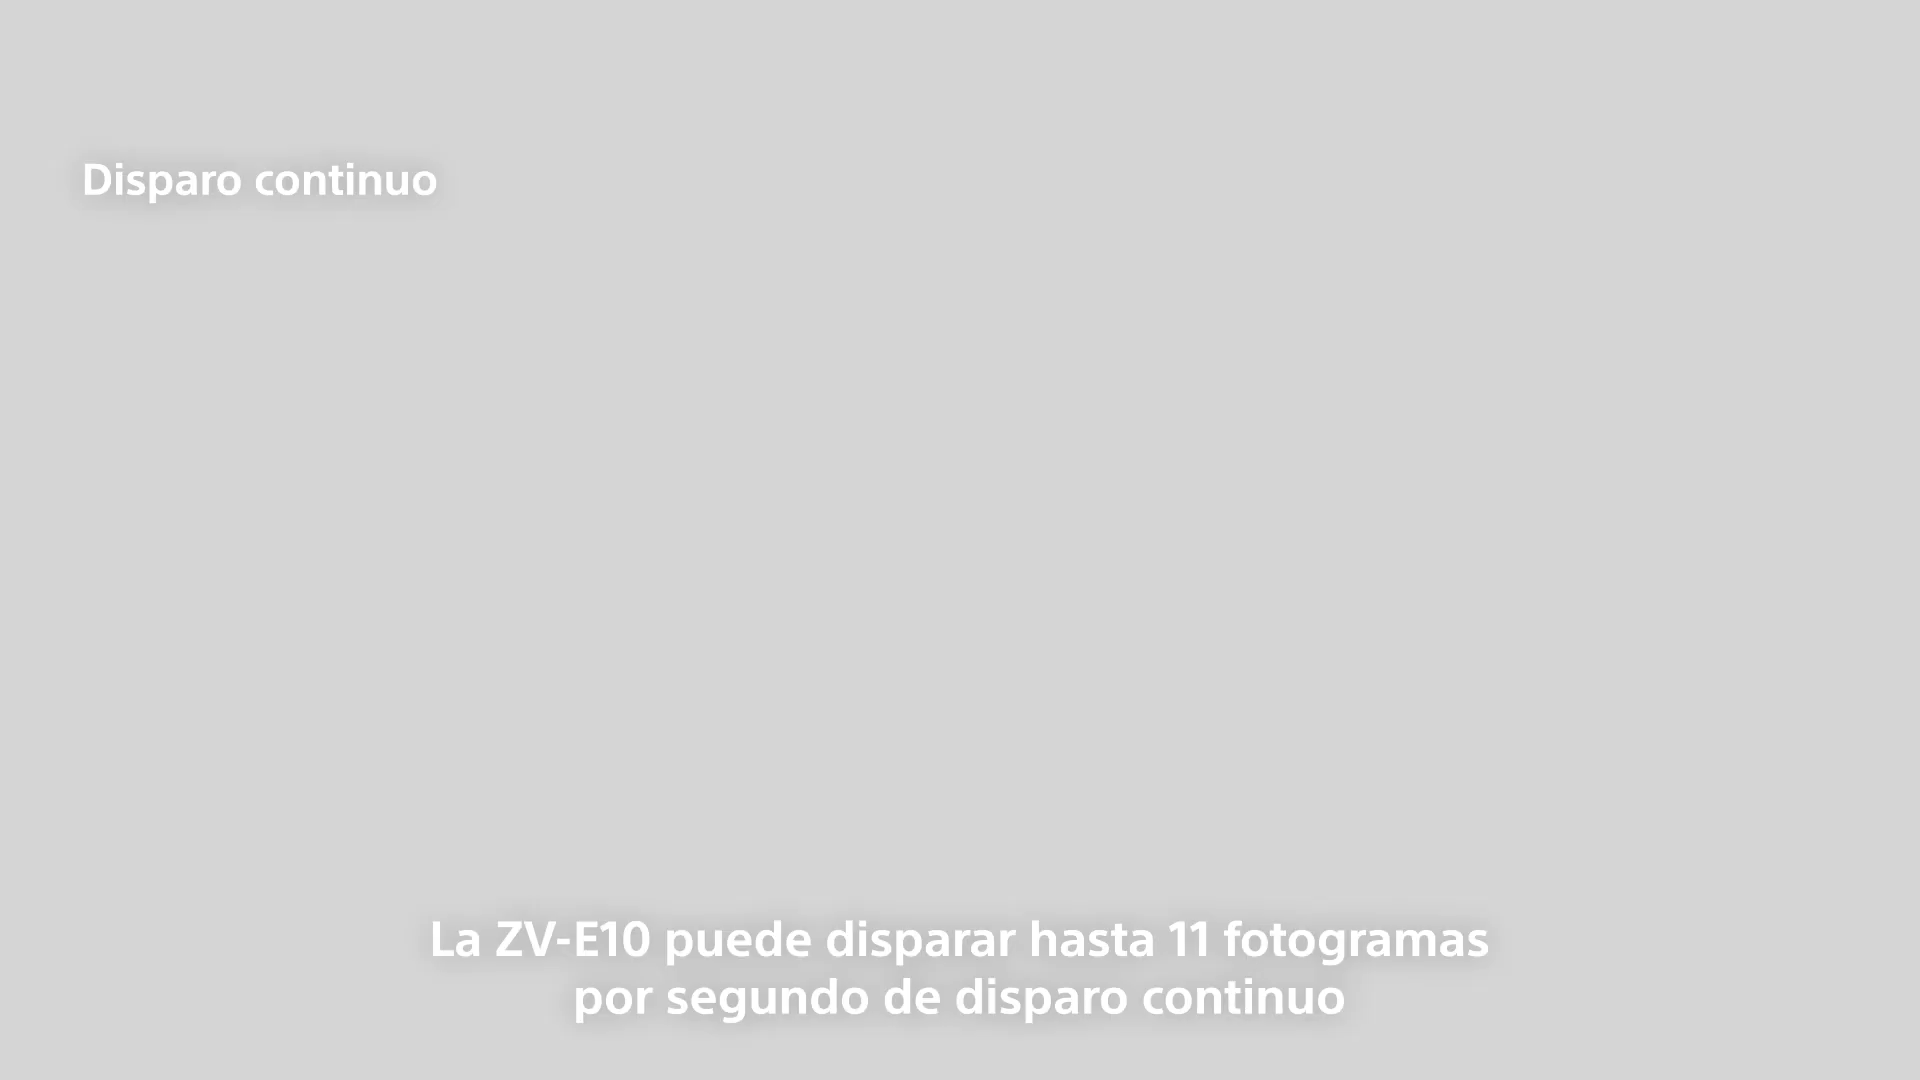 Disparo continuo
La ZV-E10 puede disparar hasta 11 fotogramas
por segundo de disparo continuo